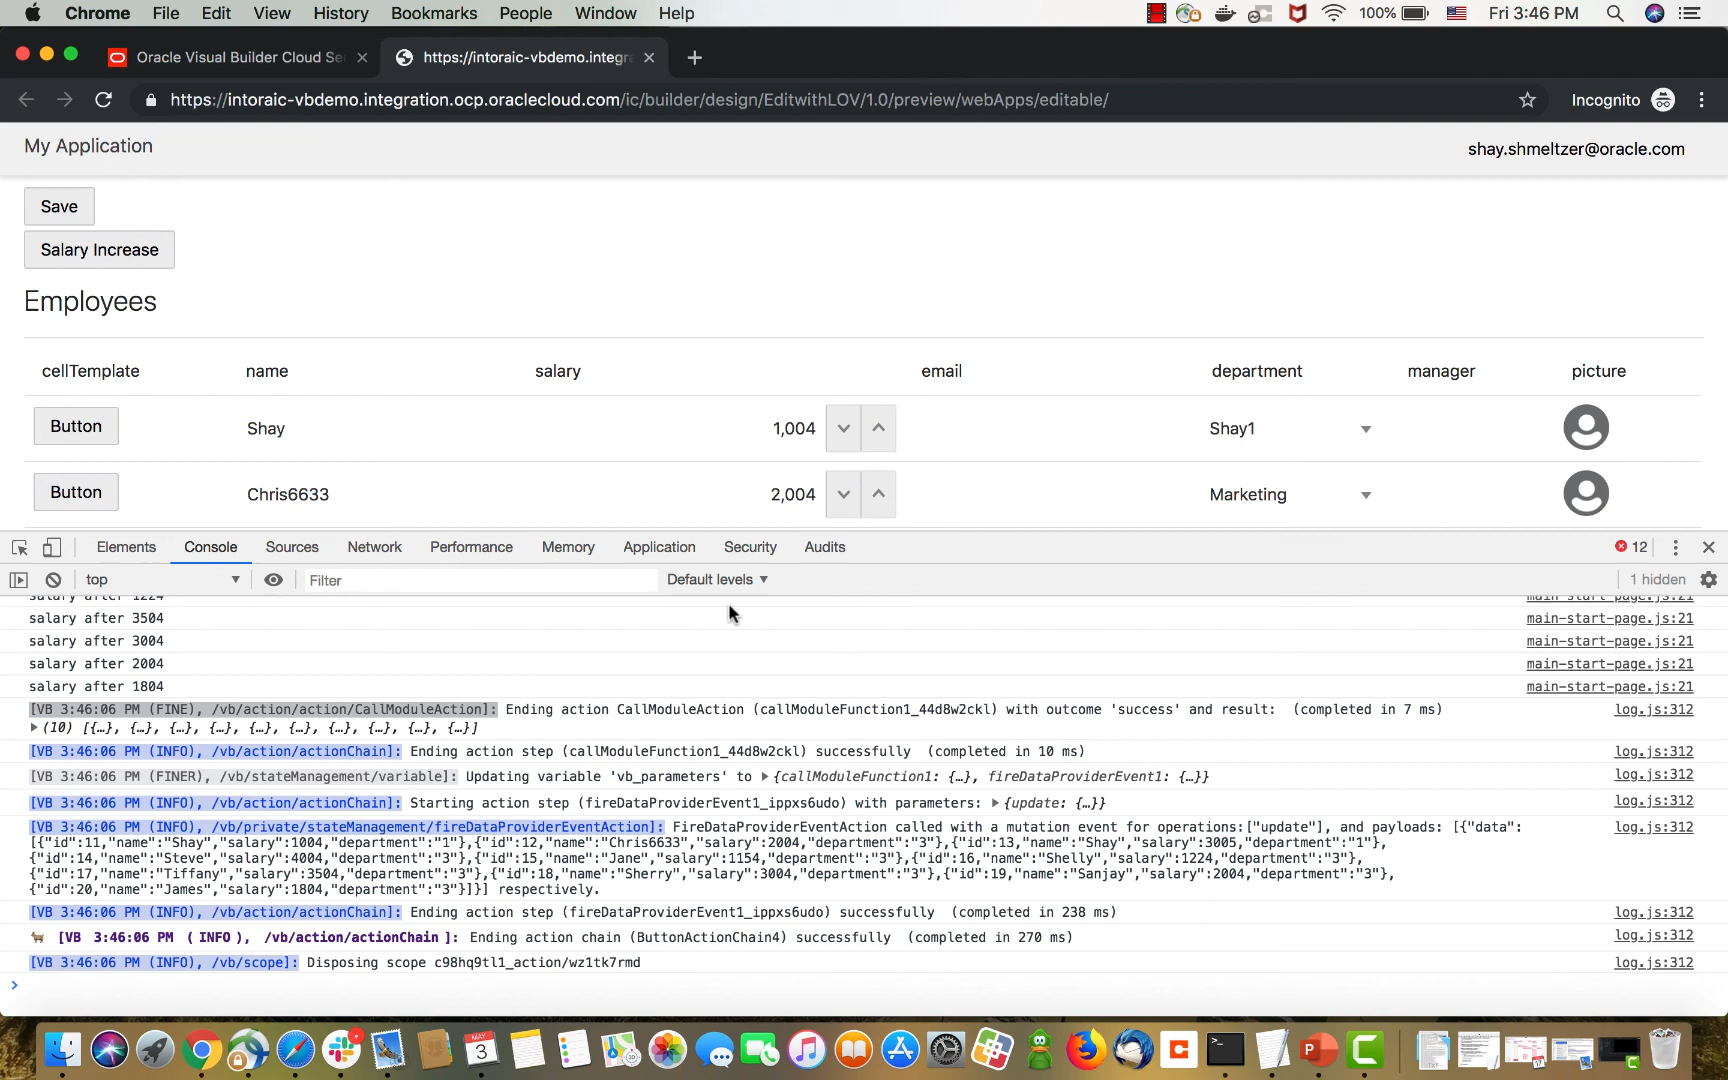 Chrome File Edit View History Bookmarks People Window Help 100% Fri 3:46 PM
Oracle Visual Builder Cloud Se https://intoraic-vbdemo.integra
https://intoraic-vbdemo.integration.ocp.oraclecloud.com/ic/builder/design/EditwithLOV/1.0/preview/webApps/editable/ Incognito
My Application shay.shmeltzer@oracle.com
Save
Salary Increase
Employees
cellTemplate name salary email department manager picture
Button Shay 1,004 Shay1
Button Chris6633 2,004 Marketing
Elements Console Sources Network Performance Memory Application Security Audits 12
top Filter Default levels 1 hidden
salary after 1224 main-start-page.js:21
salary after 3504 main-start-page.js:21
salary after 3004 main-start-page.js:21
salary after 2004 main-start-page.js:21
salary after 1804 main-start-page.js:21
[VB 3:46:06 PM (FINE), /vb/action/action/CallModuleAction]: Ending action CallModuleAction (callModuleFunction1_44d8w2ckl) with outcome 'success' and result: (completed in 7 ms) log.js:312
(10) [{…}, {…}, {…}, {…}, {…}, {…}, {…}, {…}, {…}, {…}]
[VB 3:46:06 PM (INFO), /vb/action/actionChain]: Ending action step (callModuleFunction1_44d8w2ckl) successfully (completed in 10 ms) log.js:312
[VB 3:46:06 PM (FINER), /vb/stateManagement/variable]: Updating variable 'vb_parameters' to {callModuleFunction1: {…}, fireDataProviderEvent1: {…}} log.js:312
[VB 3:46:06 PM (INFO), /vb/action/actionChain]: Starting action step (fireDataProviderEvent1_ippxs6udo) with parameters: {update: {…}} log.js:312
[VB 3:46:06 PM (INFO), /vb/private/stateManagement/fireDataProviderEventAction]: FireDataProviderEventAction called with a mutation event for operations:["update"], and payloads: [{"data": log.js:312
[{"id":11,"name":"Shay","salary":1004,"department":"1"},{"id":12,"name":"Chris6633","salary":2004,"department":"3"},{"id":13,"name":"Shay","salary":3005,"department":"1"},
{"id":14,"name":"Steve","salary":4004,"department":"3"},{"id":15,"name":"Jane","salary":1154,"department":"3"},{"id":16,"name":"Shelly","salary":1224,"department":"3"},
{"id":17,"name":"Tiffany","salary":3504,"department":"3"},{"id":18,"name":"Sherry","salary":3004,"department":"3"},{"id":19,"name":"Sanjay","salary":2004,"department":"3"},
{"id":20,"name":"James","salary":1804,"department":"3"}]}] respectively.
[VB 3:46:06 PM (INFO), /vb/action/actionChain]: Ending action step (fireDataProviderEvent1_ippxs6udo) successfully (completed in 238 ms) log.js:312
[VB 3:46:06 PM (INFO), /vb/action/actionChain]: Ending action chain (ButtonActionChain4) successfully (completed in 270 ms) log.js:312
[VB 3:46:06 PM (INFO), /vb/scope]: Disposing scope c98hq9tl1_action/wz1tk7rmd log.js:312
MAY
3